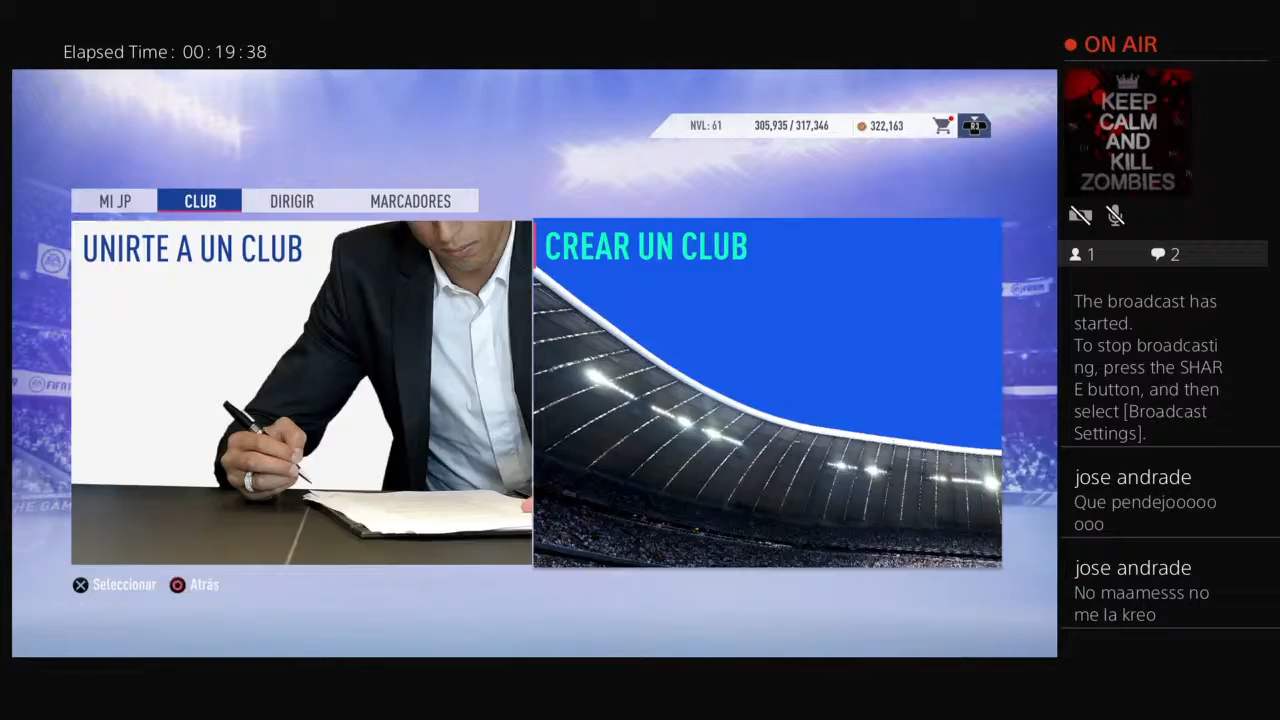 Elapsed Time: 00:19:38
ON AIR
KEEP
CALM
AND
KILL
ZOMBIES
NVL: 61 305,935 / 317,346 322,163 R3
MI JP CLUB DIRIGIR MARCADORES
UNIRTE A UN CLUB
CREAR UN CLUB
1 2
The broadcast has
started.
To stop broadcasti
ng, press the SHAR
E button, and then
select [Broadcast
Settings].
jose andrade
Que pendejooooo
ooo
jose andrade
No maamesss no
me la kreo
Seleccionar Atrás